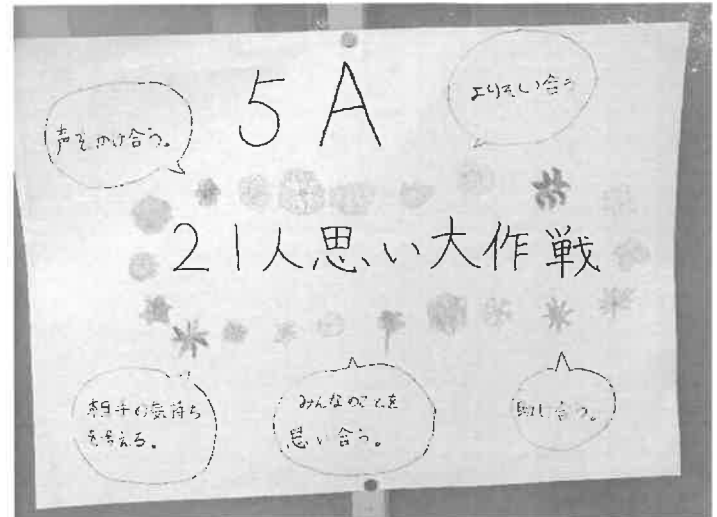 5A
声をかけ合う。
よりそい合う
21人思い大作戦
相手の気持ち
を考える。
みんなのことを
思い合う。
助け合う。